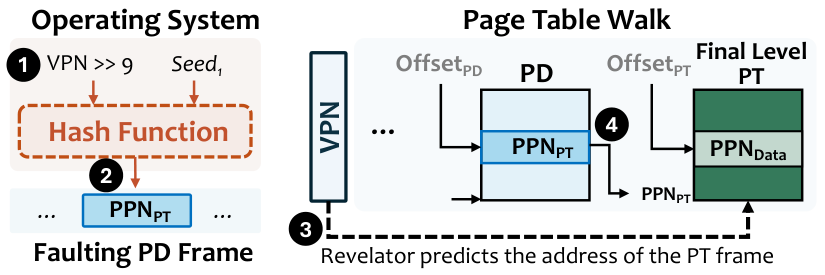 Operating System
1 VPN >> 9 Seed1
Hash Function
2
... PPNPT ...
Faulting PD Frame
Page Table Walk
VPN
...
OffsetPD
PD
PPNPT
4
PPNPT
OffsetPT
Final Level
PT
PPNData
3
Revelator predicts the address of the PT frame